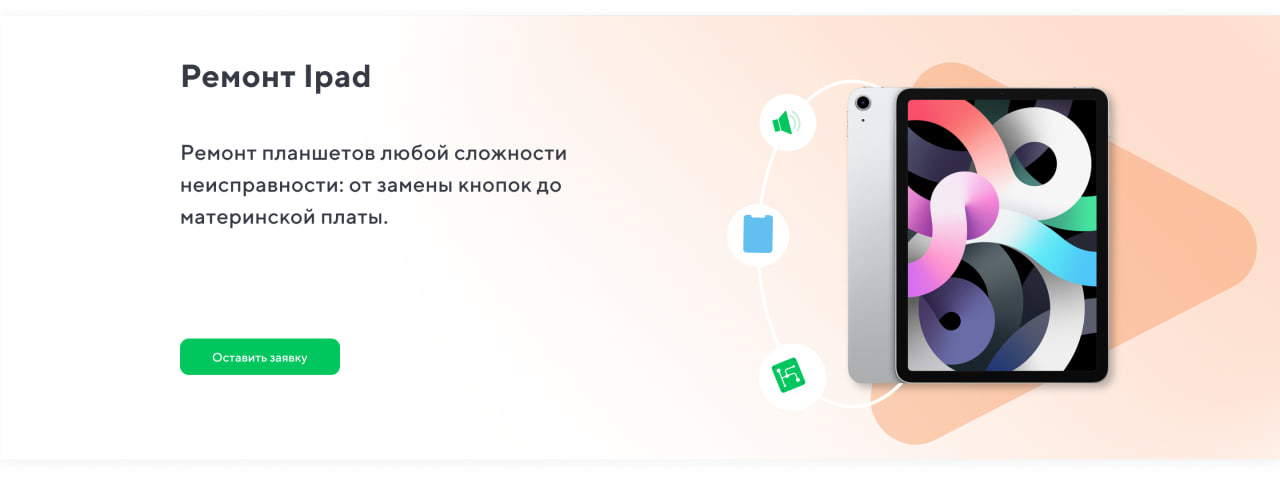 Ремонт Ipad
Ремонт планшетов любой сложности
неисправности: от замены кнопок до
материнской платы.
Оставить заявку